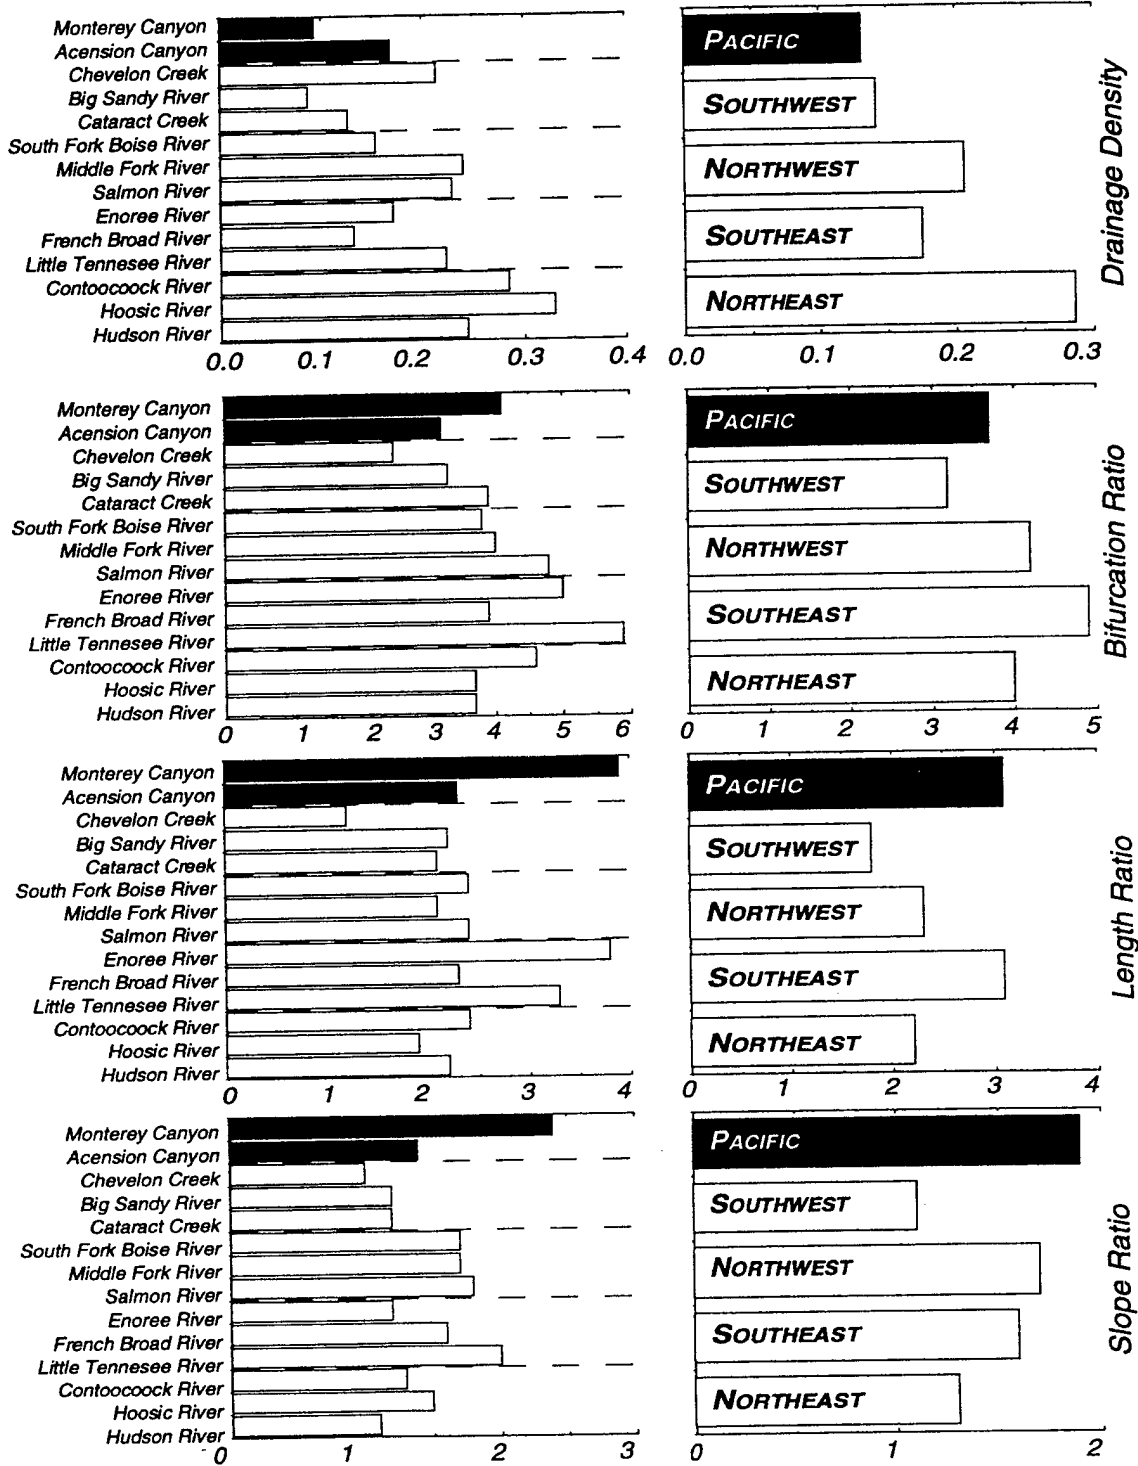 Monterey Canyon
Acension Canyon
Chevelon Creek
Big Sandy River
Cataract Creek
South Fork Boise River
Middle Fork River
Salmon River
Enoree River
French Broad River
Little Tennesee River
Contoocoock River
Hoosic River
Hudson River
0.0 0.1 0.2 0.3 0.4
PACIFIC
SOUTHWEST
NORTHWEST
SOUTHEAST
NORTHEAST
0.0 0.1 0.2 0.3
Drainage Density
Monterey Canyon
Acension Canyon
Chevelon Creek
Big Sandy River
Cataract Creek
South Fork Boise River
Middle Fork River
Salmon River
Enoree River
French Broad River
Little Tennesee River
Contoocoock River
Hoosic River
Hudson River
0 1 2 3 4 5 6
PACIFIC
SOUTHWEST
NORTHWEST
SOUTHEAST
NORTHEAST
0 1 2 3 4 5
Bifurcation Ratio
Monterey Canyon
Acension Canyon
Chevelon Creek
Big Sandy River
Cataract Creek
South Fork Boise River
Middle Fork River
Salmon River
Enoree River
French Broad River
Little Tennesee River
Contoocoock River
Hoosic River
Hudson River
0 1 2 3 4
PACIFIC
SOUTHWEST
NORTHWEST
SOUTHEAST
NORTHEAST
0 1 2 3 4
Length Ratio
Monterey Canyon
Acension Canyon
Chevelon Creek
Big Sandy River
Cataract Creek
South Fork Boise River
Middle Fork River
Salmon River
Enoree River
French Broad River
Little Tennesee River
Contoocoock River
Hoosic River
Hudson River
0 1 2 3
PACIFIC
SOUTHWEST
NORTHWEST
SOUTHEAST
NORTHEAST
0 1 2
Slope Ratio